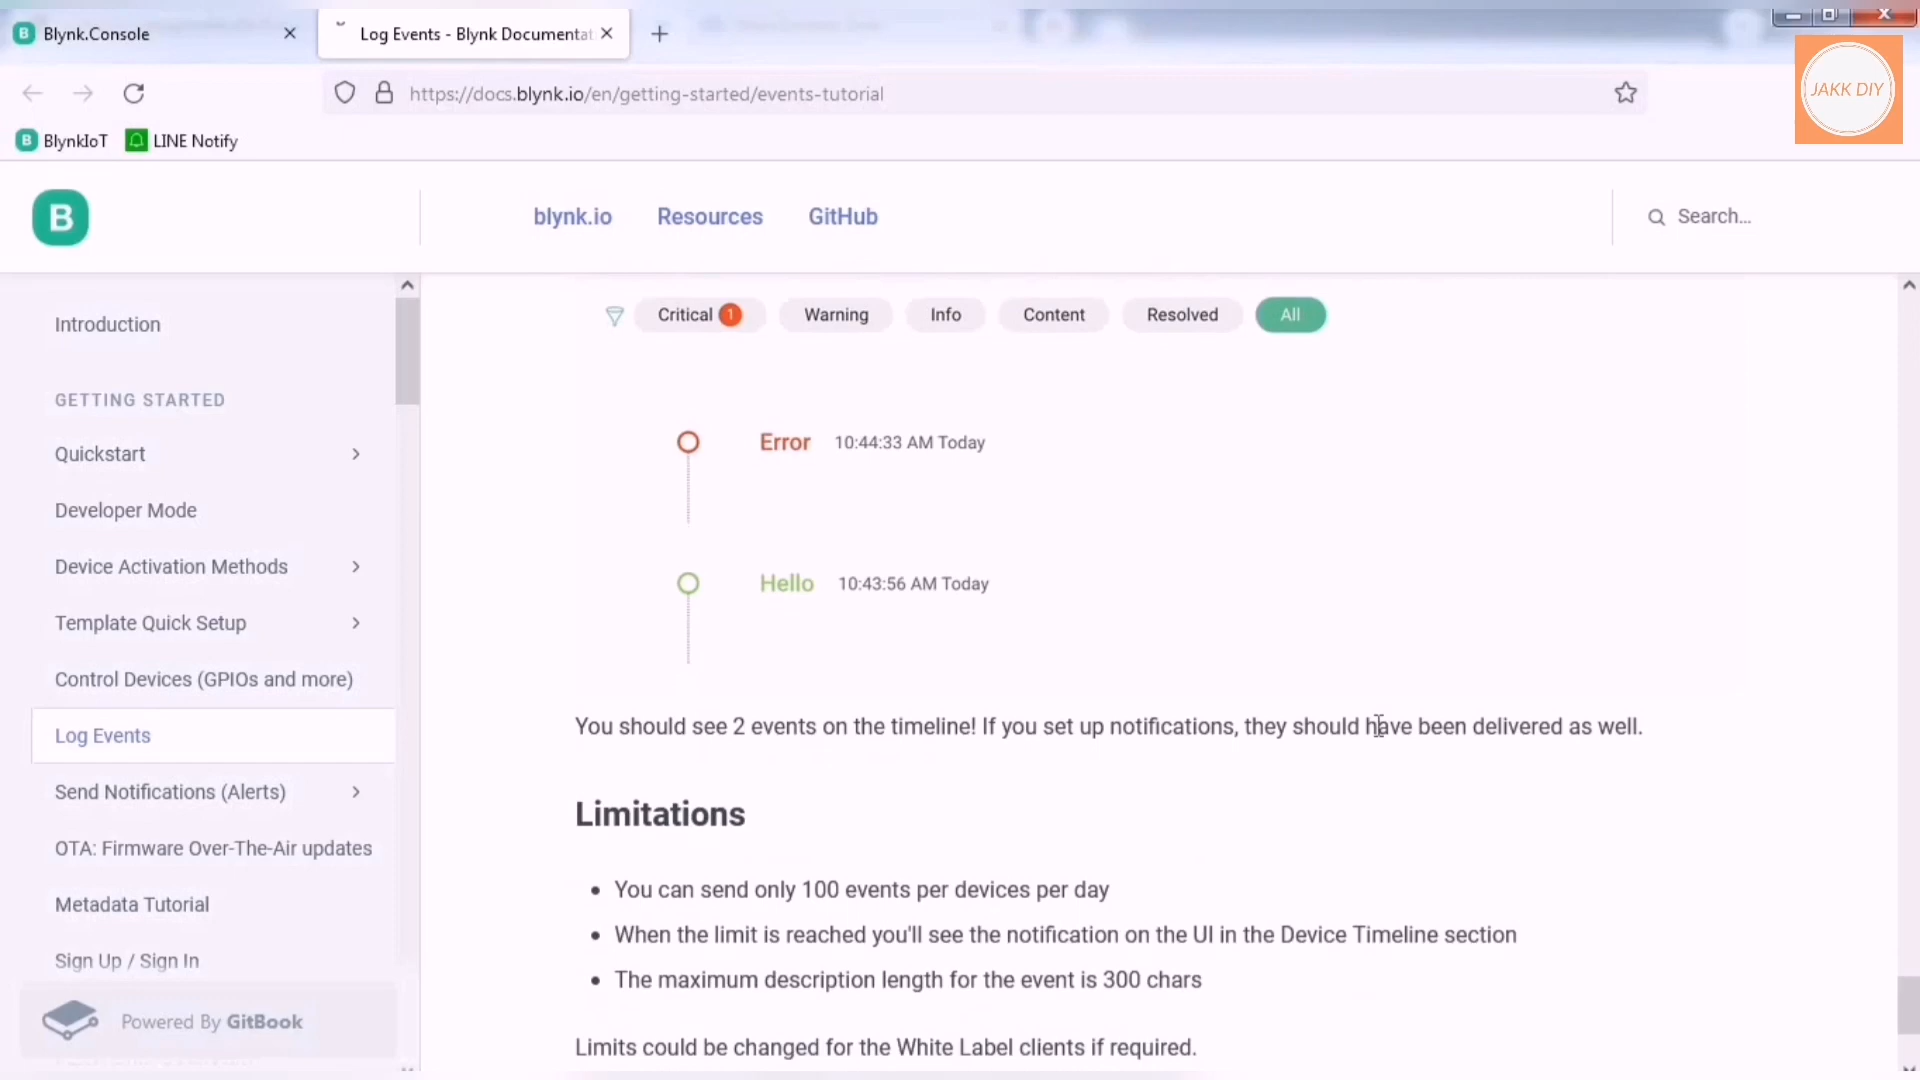 Blynk.Console
Log Events - Blynk Documentat
https://docs.blynk.io/en/getting-started/events-tutorial
JAKK DIY
BlynkIoT
LINE Notify
B
blynk.io
Resources
GitHub
Search...
Introduction
GETTING STARTED
Quickstart
Developer Mode
Device Activation Methods
Template Quick Setup
Control Devices (GPIOs and more)
Log Events
Send Notifications (Alerts)
OTA: Firmware Over-The-Air updates
Metadata Tutorial
Sign Up / Sign In
Powered By GitBook
Critical 1
Warning
Info
Content
Resolved
All
Error 10:44:33 AM Today
Hello 10:43:56 AM Today
You should see 2 events on the timeline! If you set up notifications, they should have been delivered as well.
Limitations
• You can send only 100 events per devices per day
• When the limit is reached you'll see the notification on the UI in the Device Timeline section
• The maximum description length for the event is 300 chars
Limits could be changed for the White Label clients if required.